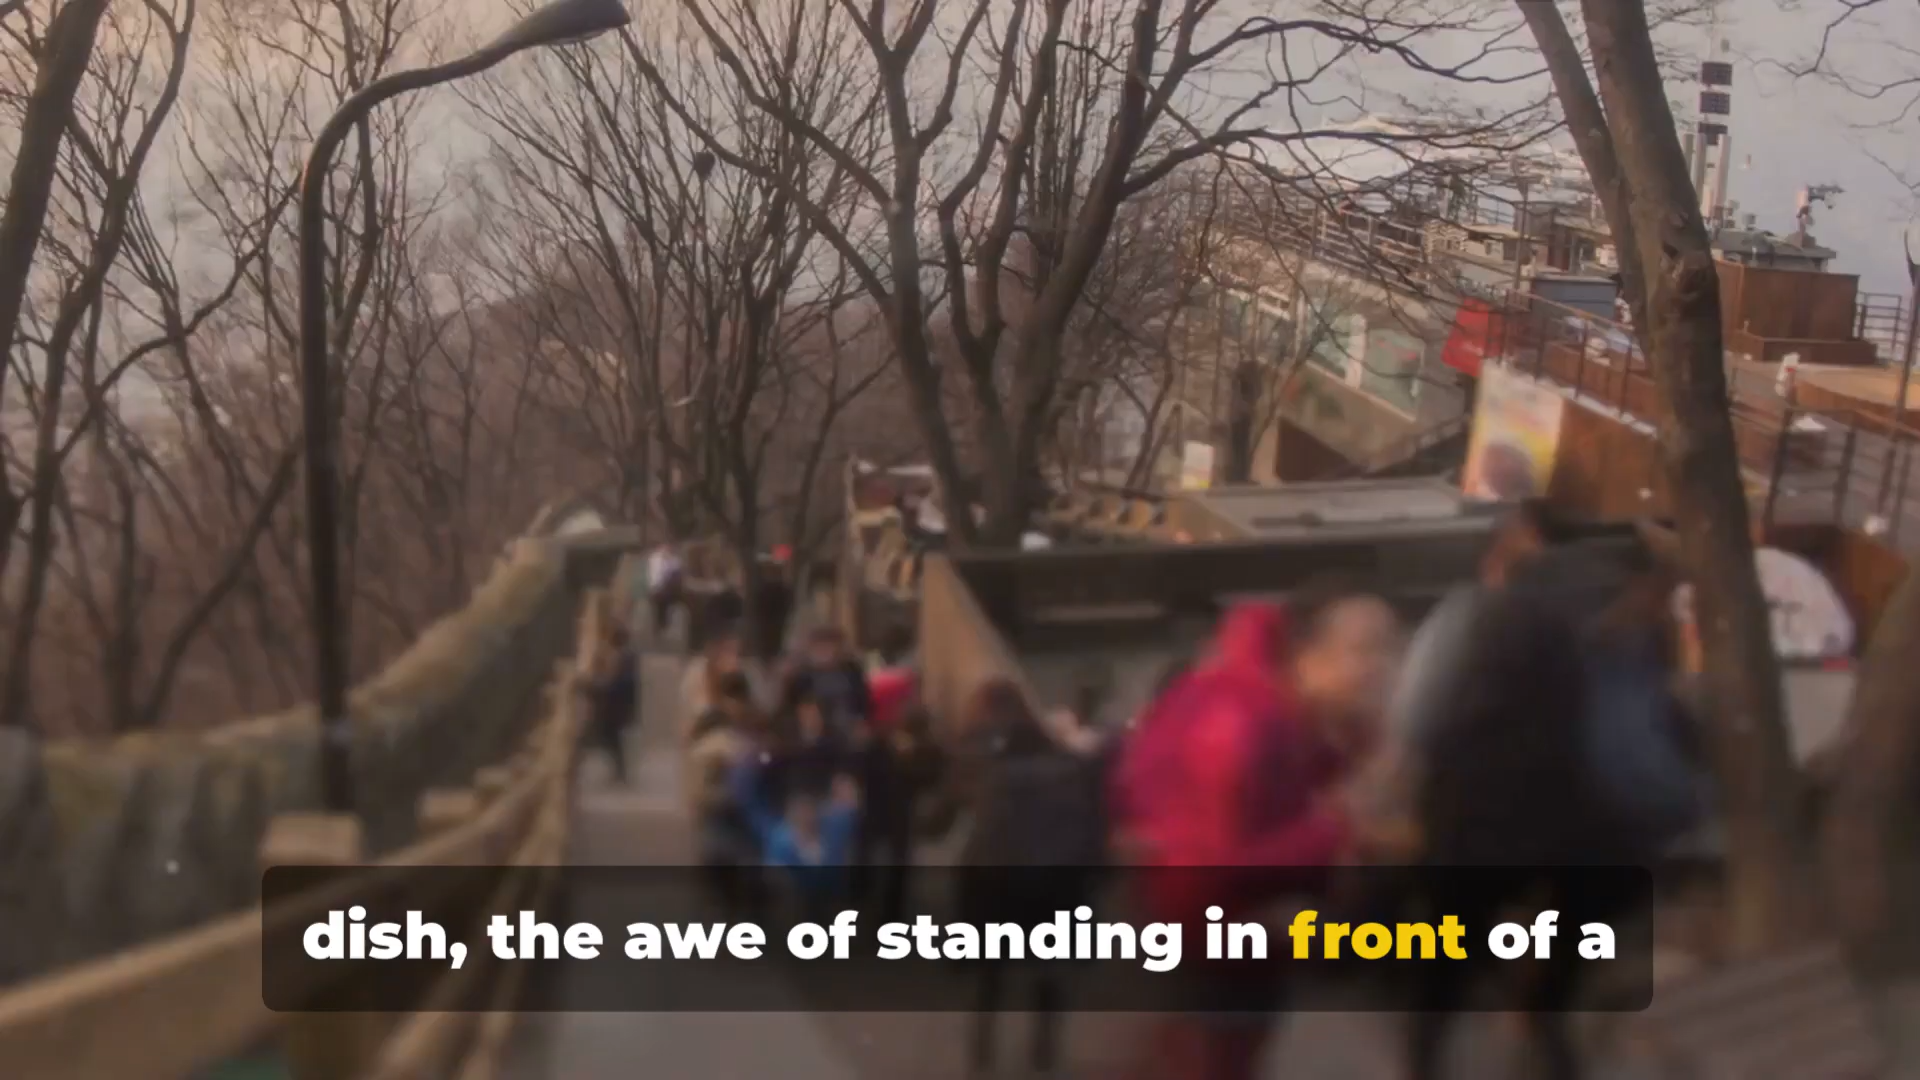 dish, the awe of standing in front of a